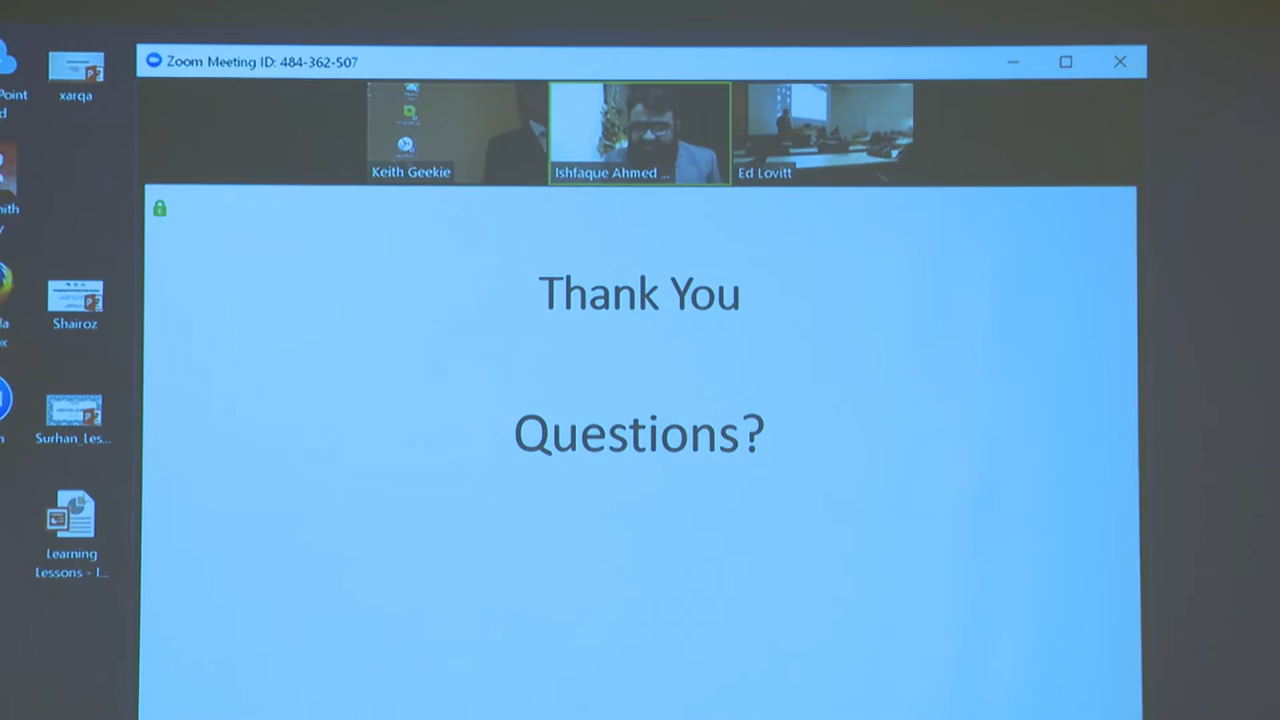 Zoom Meeting ID: 484-362-507
Point
xarqa
Keith Geekie
Ishfaque Ahmed ...
Ed Lovitt
Thank You
Shairoz
Questions?
Surhan_Les...
Learning
Lessons - I...